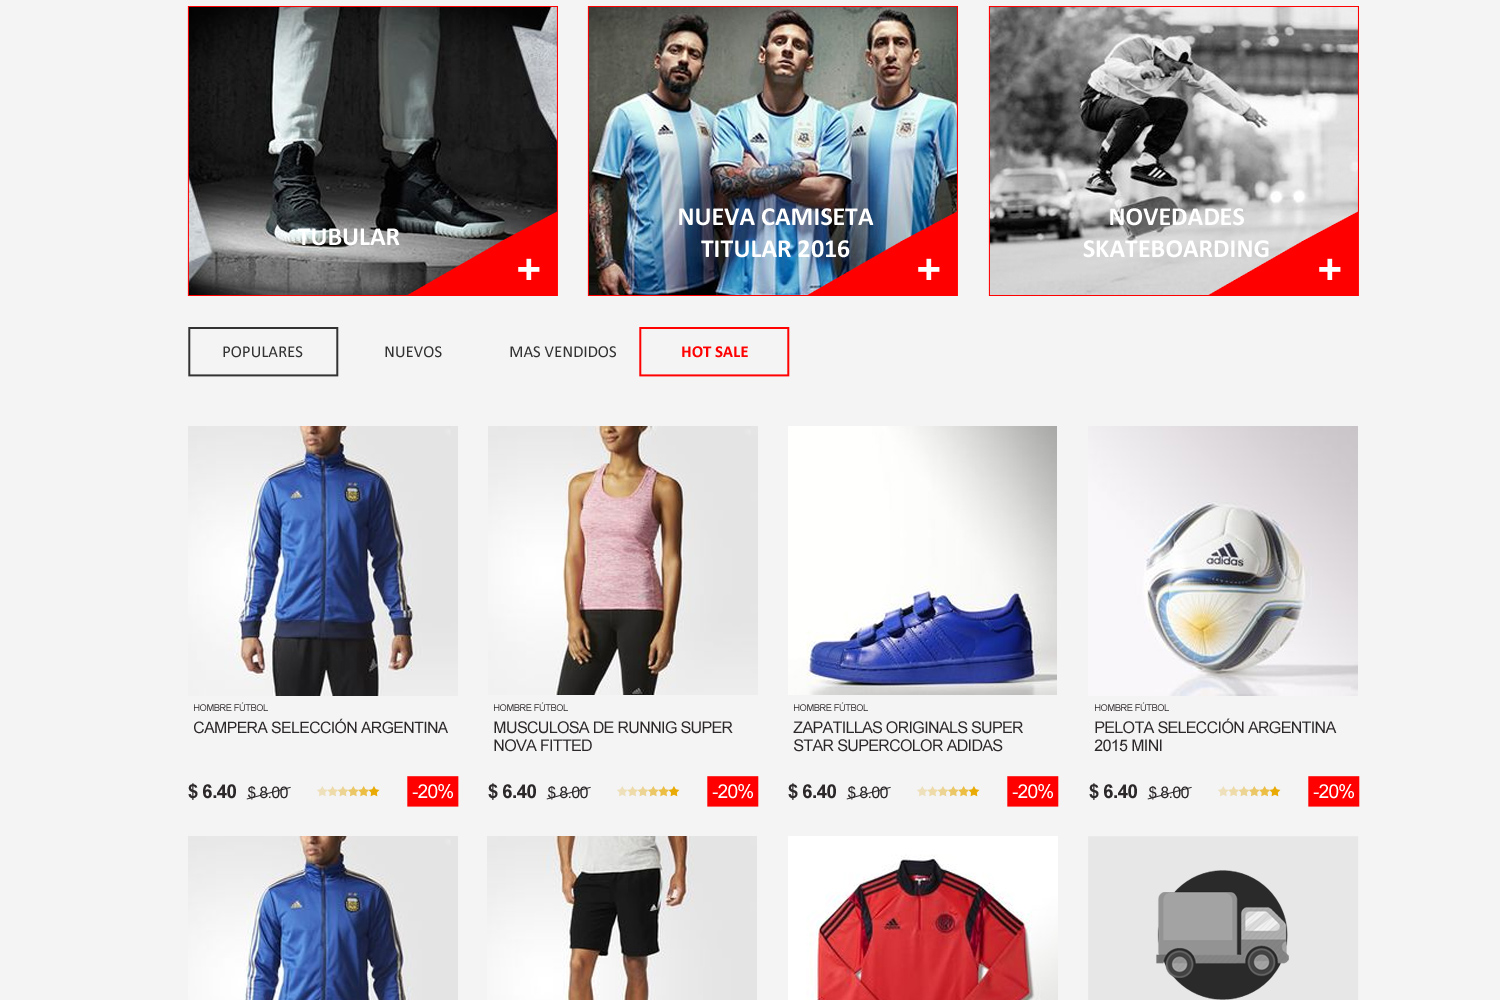 TUBULAR
NUEVA CAMISETA
TITULAR 2016
NOVEDADES
SKATEBOARDING
+
+
+
POPULARES
NUEVOS
MAS VENDIDOS
HOT SALE
adidas
HOMBRE FÚTBOL
CAMPERA SELECCIÓN ARGENTINA
$ 6.40 $ 8.00 -20%
HOMBRE FÚTBOL
MUSCULOSA DE RUNNIG SUPER
NOVA FITTED
$ 6.40 $ 8.00 -20%
HOMBRE FÚTBOL
ZAPATILLAS ORIGINALS SUPER
STAR SUPERCOLOR ADIDAS
$ 6.40 $ 8.00 -20%
HOMBRE FÚTBOL
PELOTA SELECCIÓN ARGENTINA
2015 MINI
$ 6.40 $ 8.00 -20%